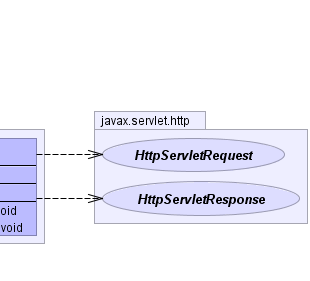 javax.servlet.http
HttpServletRequest
HttpServletResponse
oid
void